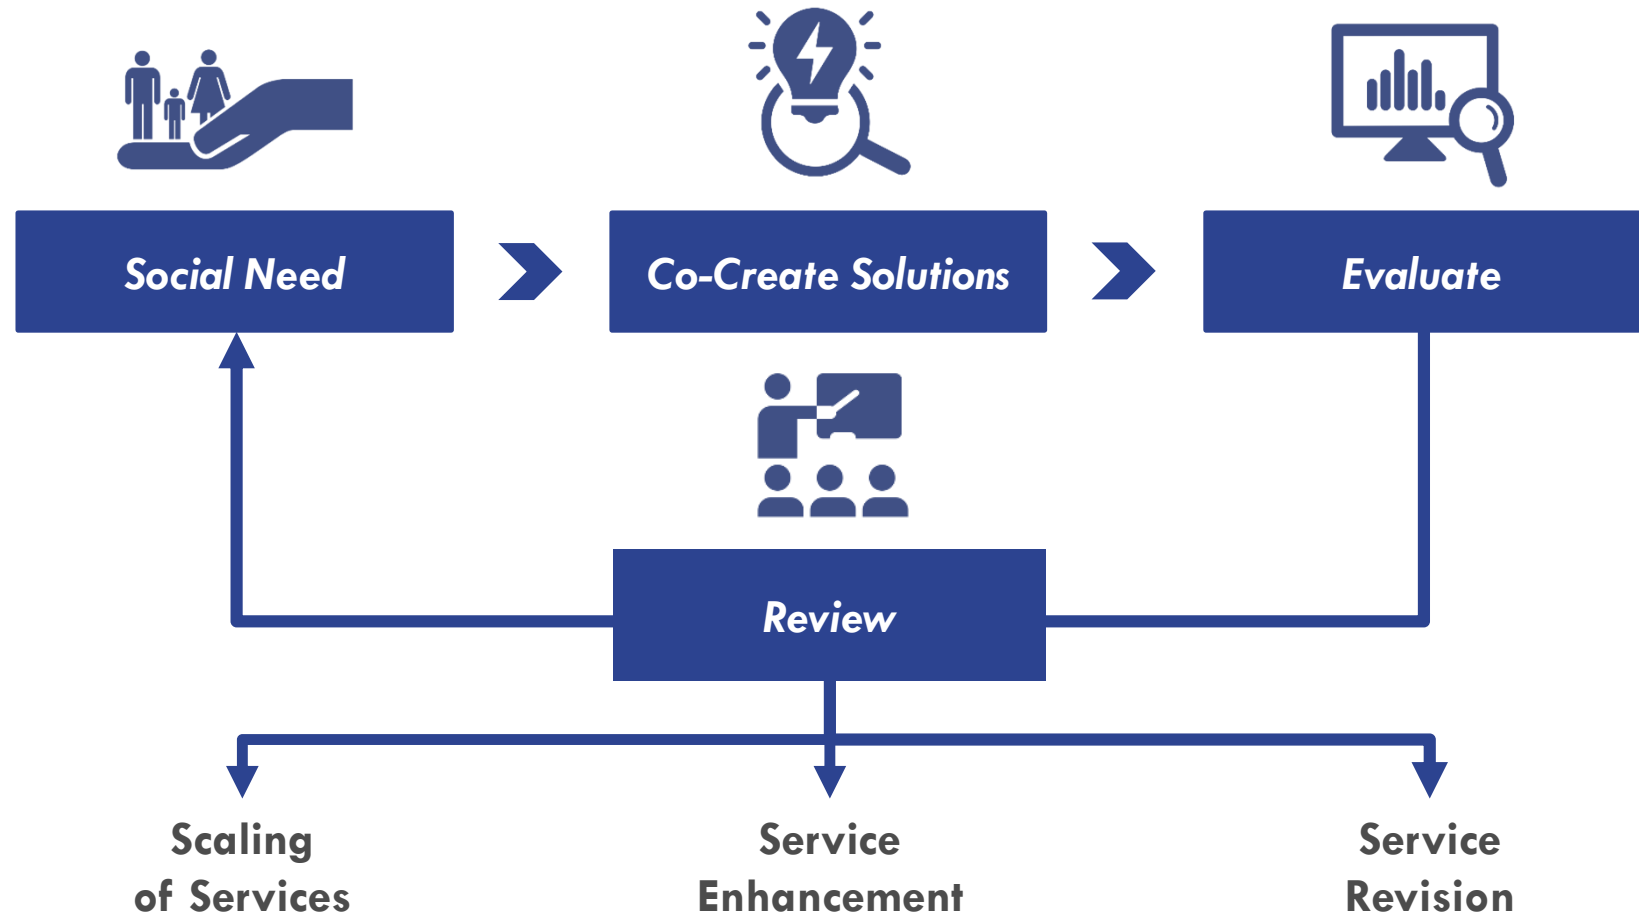 Social Need
Co-Create Solutions
Evaluate
Review
Scaling
of Services
Service
Enhancement
Service
Revision